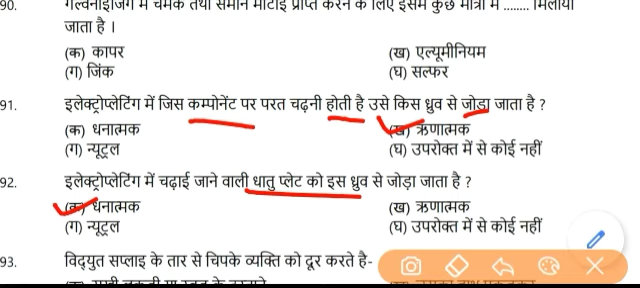 90. गैल्वनाइजिंग में चमक तथा समान मोटाई प्राप्त करने के लिए इसमें कुछ मात्रा में ........ मिलाया
जाता है ।
(क) कापर (ख) एल्यूमीनियम
(ग) जिंक (घ) सल्फर
91. इलेक्ट्रोप्लेटिंग में जिस कम्पोनेंट पर परत चढ़नी होती है उसे किस ध्रुव से जोड़ा जाता है ?
(क) धनात्मक (ख) ऋणात्मक
(ग) न्यूट्रल (घ) उपरोक्त में से कोई नहीं
92. इलेक्ट्रोप्लेटिंग में चढ़ाई जाने वाली धातु प्लेट को इस ध्रुव से जोड़ा जाता है ?
(क) धनात्मक (ख) ऋणात्मक
(ग) न्यूट्रल (घ) उपरोक्त में से कोई नहीं
93. विद्युत सप्लाइ के तार से चिपके व्यक्ति को दूर करते है-